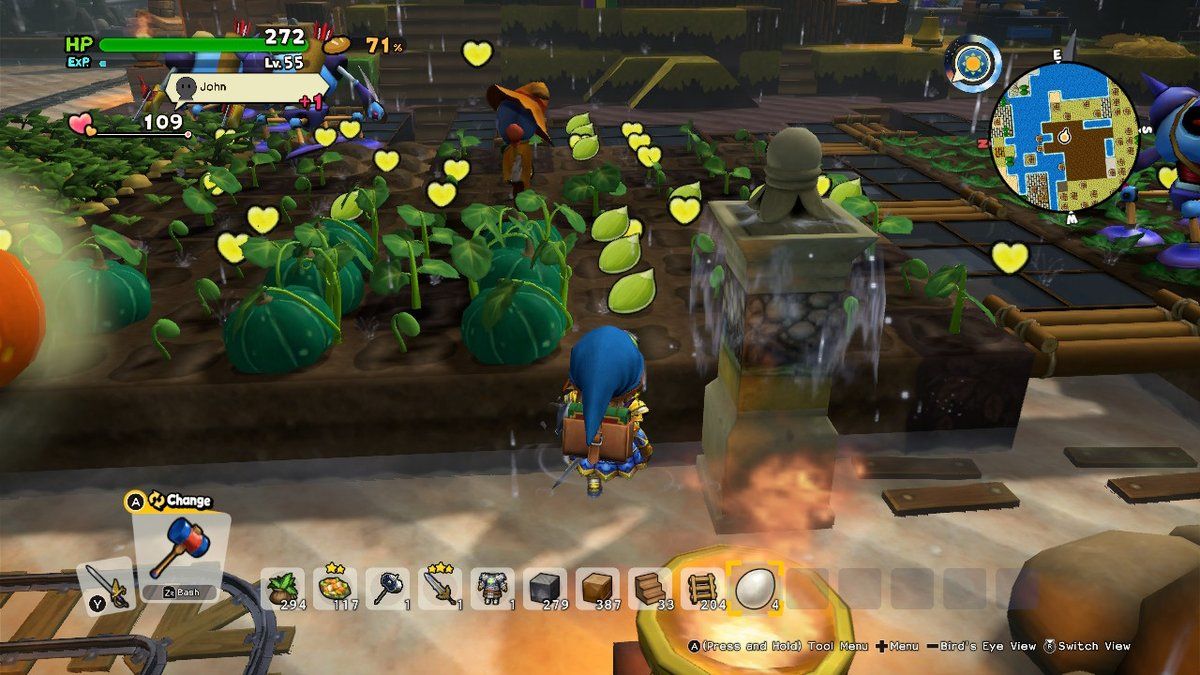 HP 272 71%
EXP. Lv.55
John
+1
109
E
S
N
W
A Change
Y
ZR Bash
294 117 1 1 1 279 387 33 204 4
A (Press and Hold) Tool Menu Menu Bird's Eye View R Switch View